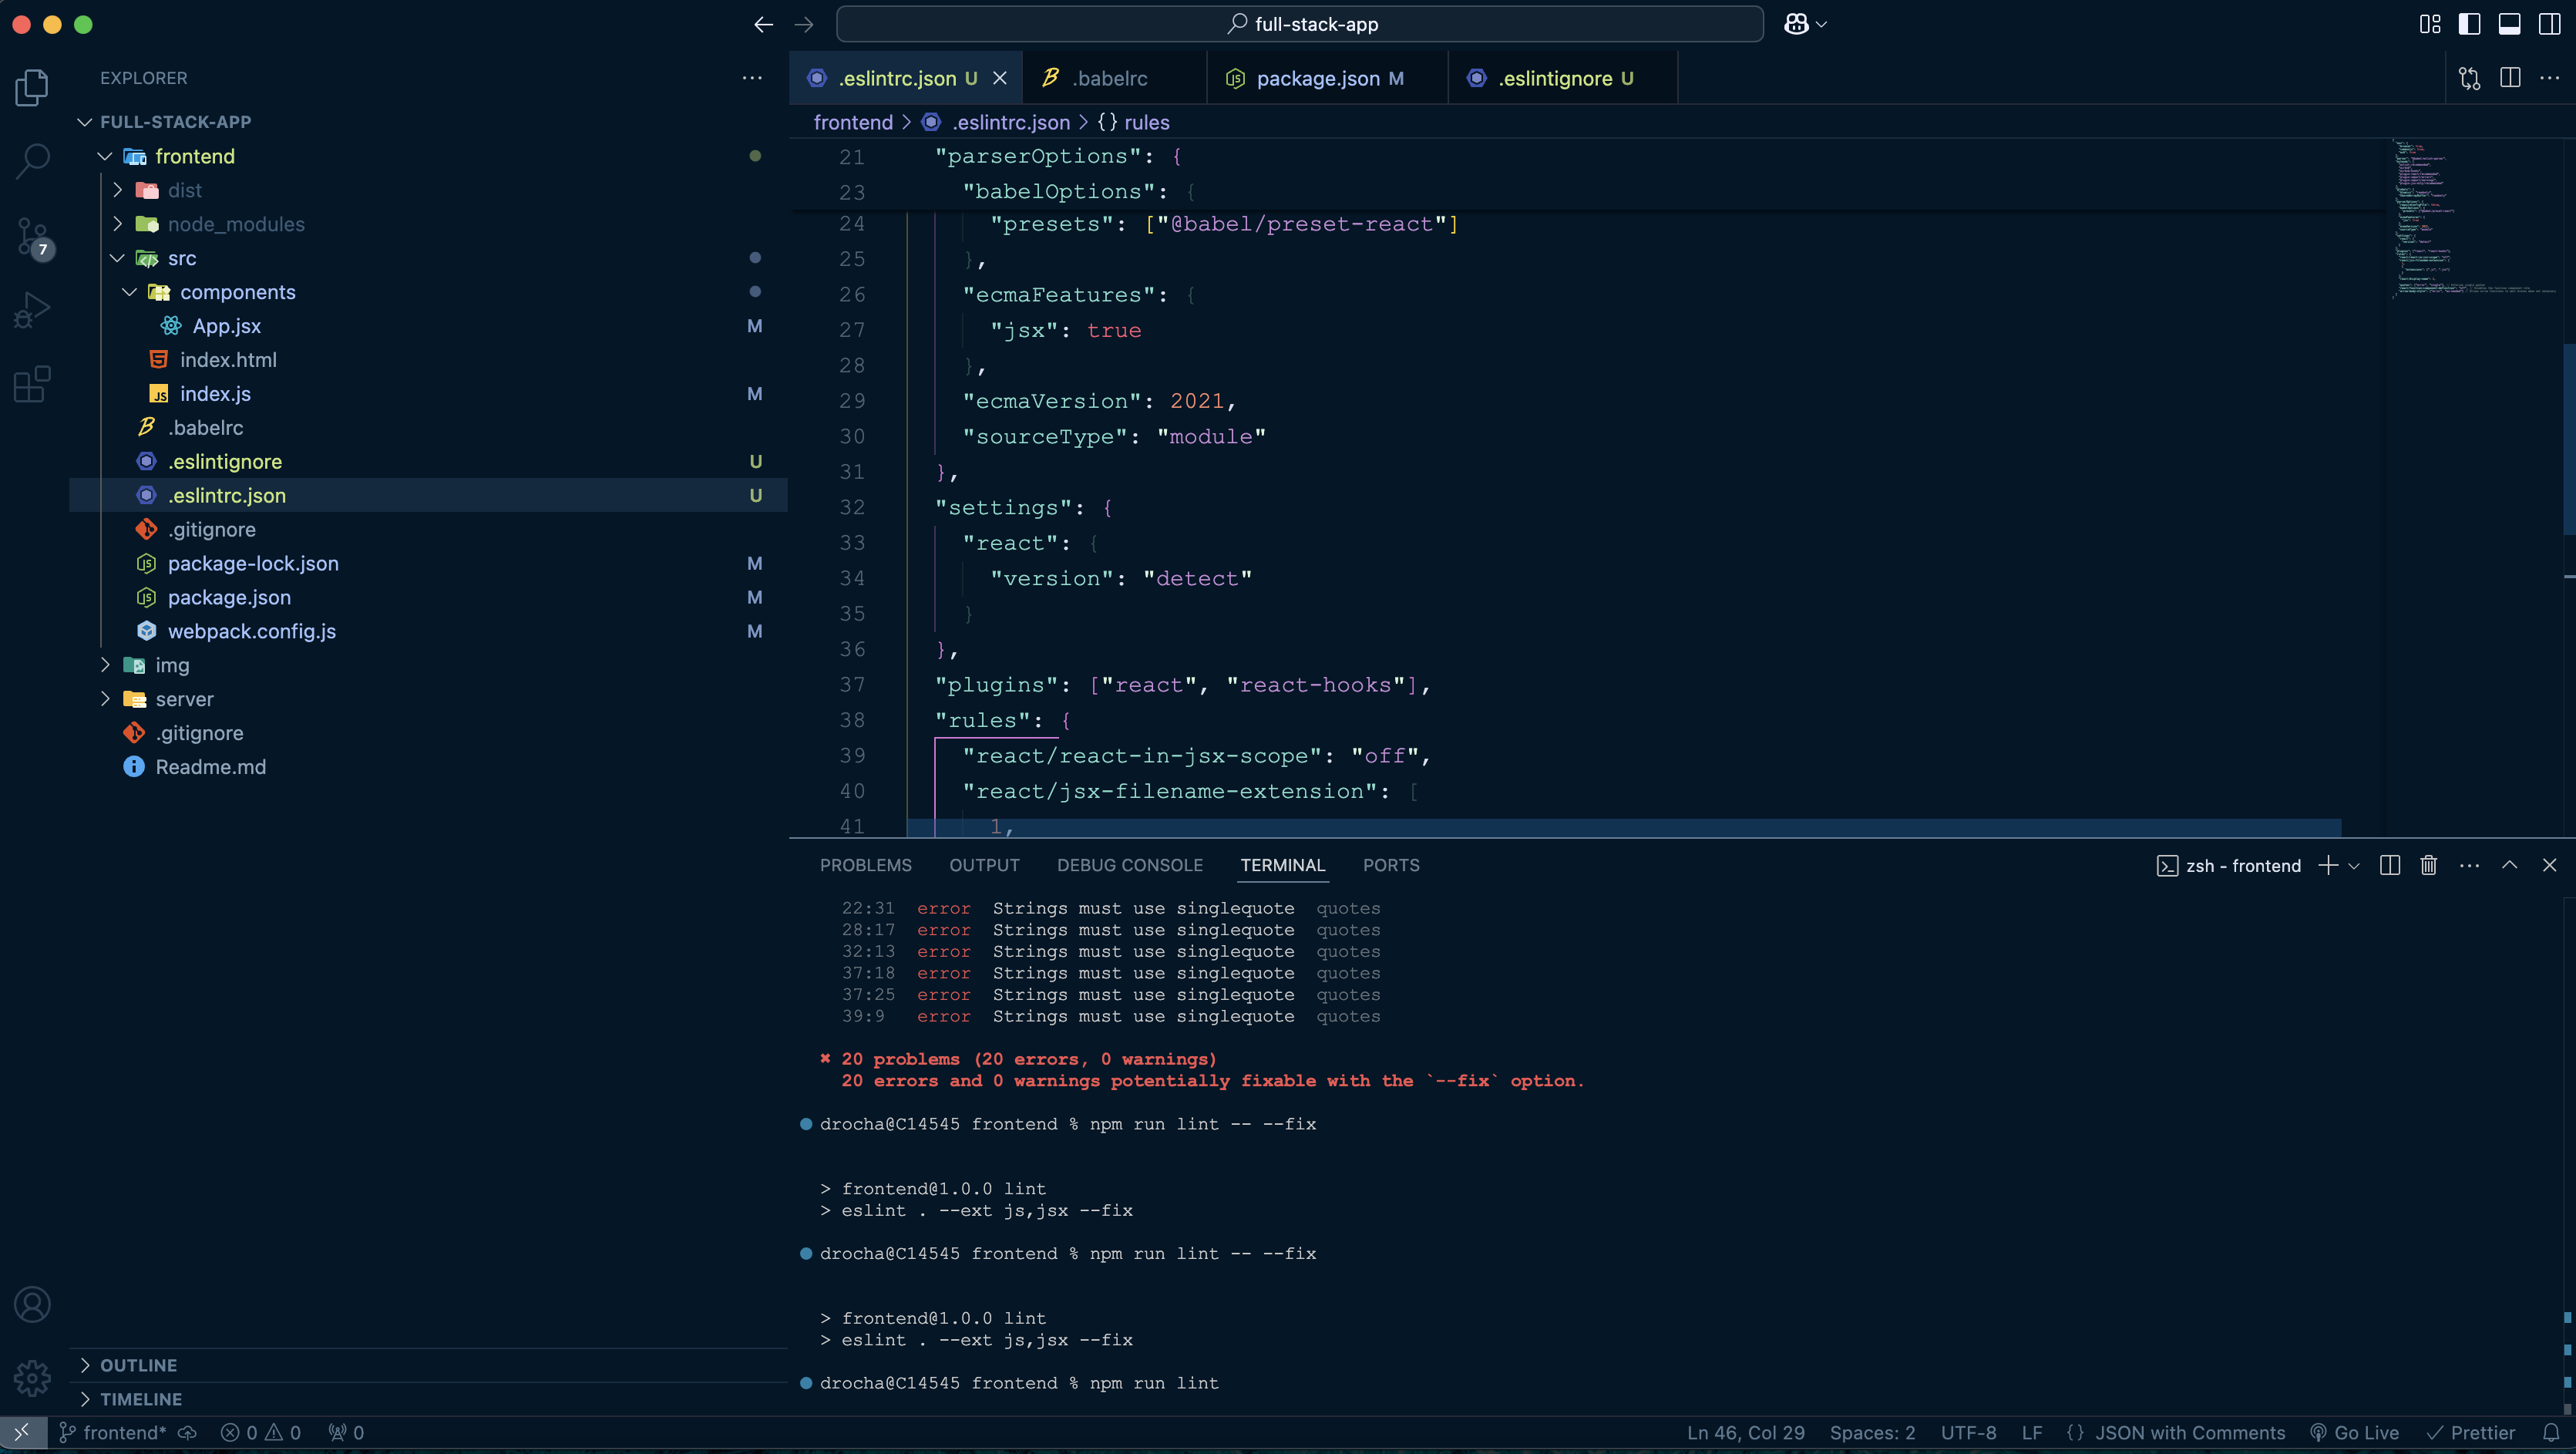 full-stack-app
EXPLORER
FULL-STACK-APP
frontend
dist
node_modules
src
components
App.jsx M
index.html
index.js M
.babelrc
.eslintignore U
.eslintrc.json U
.gitignore
package-lock.json M
package.json M
webpack.config.js M
img
server
.gitignore
Readme.md
OUTLINE
TIMELINE
7
.eslintrc.json U
.babelrc
package.json M
.eslintignore U
frontend > .eslintrc.json > {} rules
21 "parserOptions": {
23 "babelOptions": {
24 "presets": ["@babel/preset-react"]
25 },
26 "ecmaFeatures": {
27 "jsx": true
28 },
29 "ecmaVersion": 2021,
30 "sourceType": "module"
31 },
32 "settings": {
33 "react": {
34 "version": "detect"
35 }
36 },
37 "plugins": ["react", "react-hooks"],
38 "rules": {
39 "react/react-in-jsx-scope": "off",
40 "react/jsx-filename-extension": [
41 1,
PROBLEMS OUTPUT DEBUG CONSOLE TERMINAL PORTS
zsh - frontend
22:31 error Strings must use singlequote quotes
28:17 error Strings must use singlequote quotes
32:13 error Strings must use singlequote quotes
37:18 error Strings must use singlequote quotes
37:25 error Strings must use singlequote quotes
39:9 error Strings must use singlequote quotes
✖ 20 problems (20 errors, 0 warnings)
20 errors and 0 warnings potentially fixable with the `--fix` option.
drocha@C14545 frontend % npm run lint -- --fix
> frontend@1.0.0 lint
> eslint . --ext js,jsx --fix
drocha@C14545 frontend % npm run lint -- --fix
> frontend@1.0.0 lint
> eslint . --ext js,jsx --fix
drocha@C14545 frontend % npm run lint
frontend* 0 0 0
Ln 46, Col 29 Spaces: 2 UTF-8 LF {} JSON with Comments Go Live Prettier